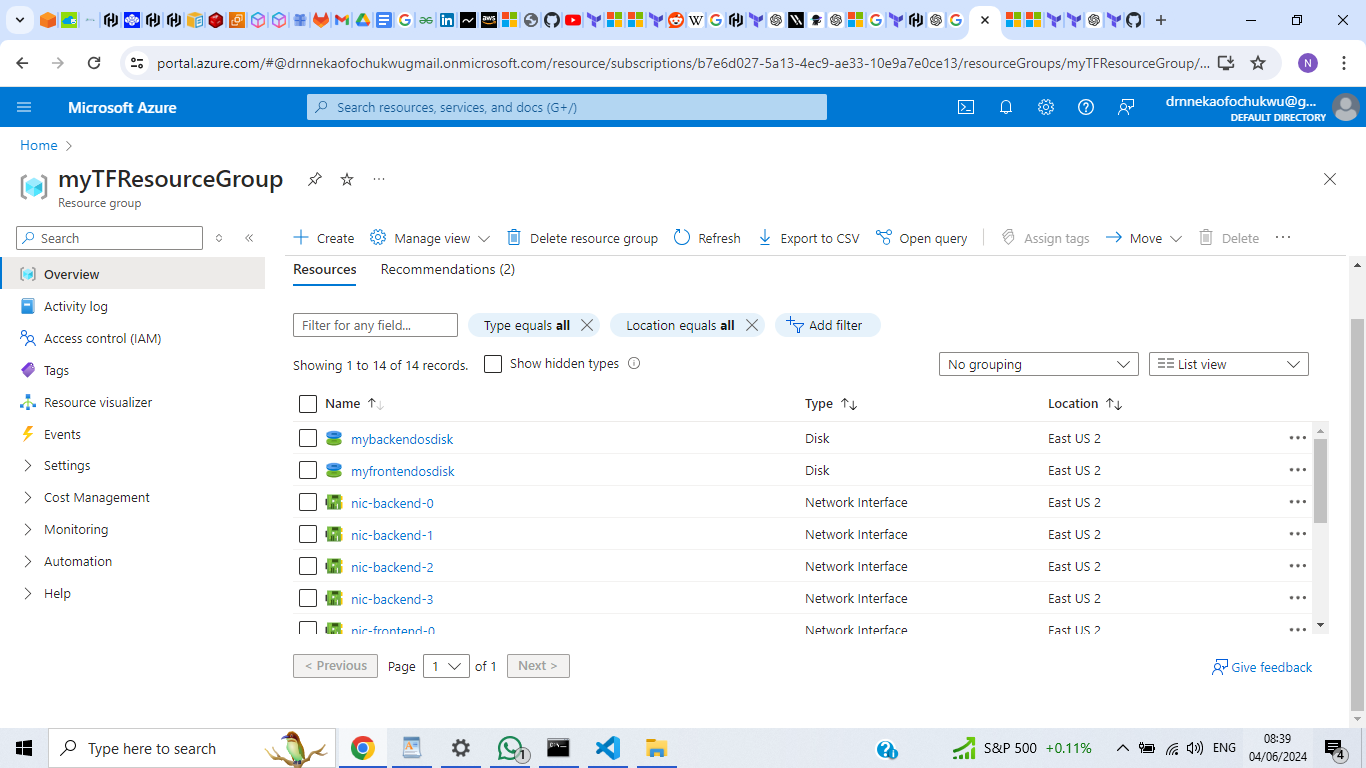 portal.azure.com/#@drnnekaofochukwugmail.onmicrosoft.com/resource/subscriptions/b7e6d027-5a13-4ec9-ae33-10e9a7e0ce13/resourceGroups/myTFResourceGroup/...
N
Microsoft Azure
Search resources, services, and docs (G+/)
drnnekaofochukwu@g...
DEFAULT DIRECTORY
Home
myTFResourceGroup
Resource group
Search
Create
Manage view
Delete resource group
Refresh
Export to CSV
Open query
Assign tags
Move
Delete
Overview
Activity log
Access control (IAM)
Tags
Resource visualizer
Events
Settings
Cost Management
Monitoring
Automation
Help
Resources
Recommendations (2)
Filter for any field...
Type equals all
Location equals all
Add filter
Showing 1 to 14 of 14 records.
Show hidden types
No grouping
List view
Name
Type
Location
mybackendosdisk Disk East US 2
myfrontendosdisk Disk East US 2
nic-backend-0 Network Interface East US 2
nic-backend-1 Network Interface East US 2
nic-backend-2 Network Interface East US 2
nic-backend-3 Network Interface East US 2
nic-frontend-0 Network Interface East US 2
< Previous
Page
1
of 1
Next >
Give feedback
Type here to search
1
S&P 500 +0.11%
ENG
08:39
04/06/2024
4